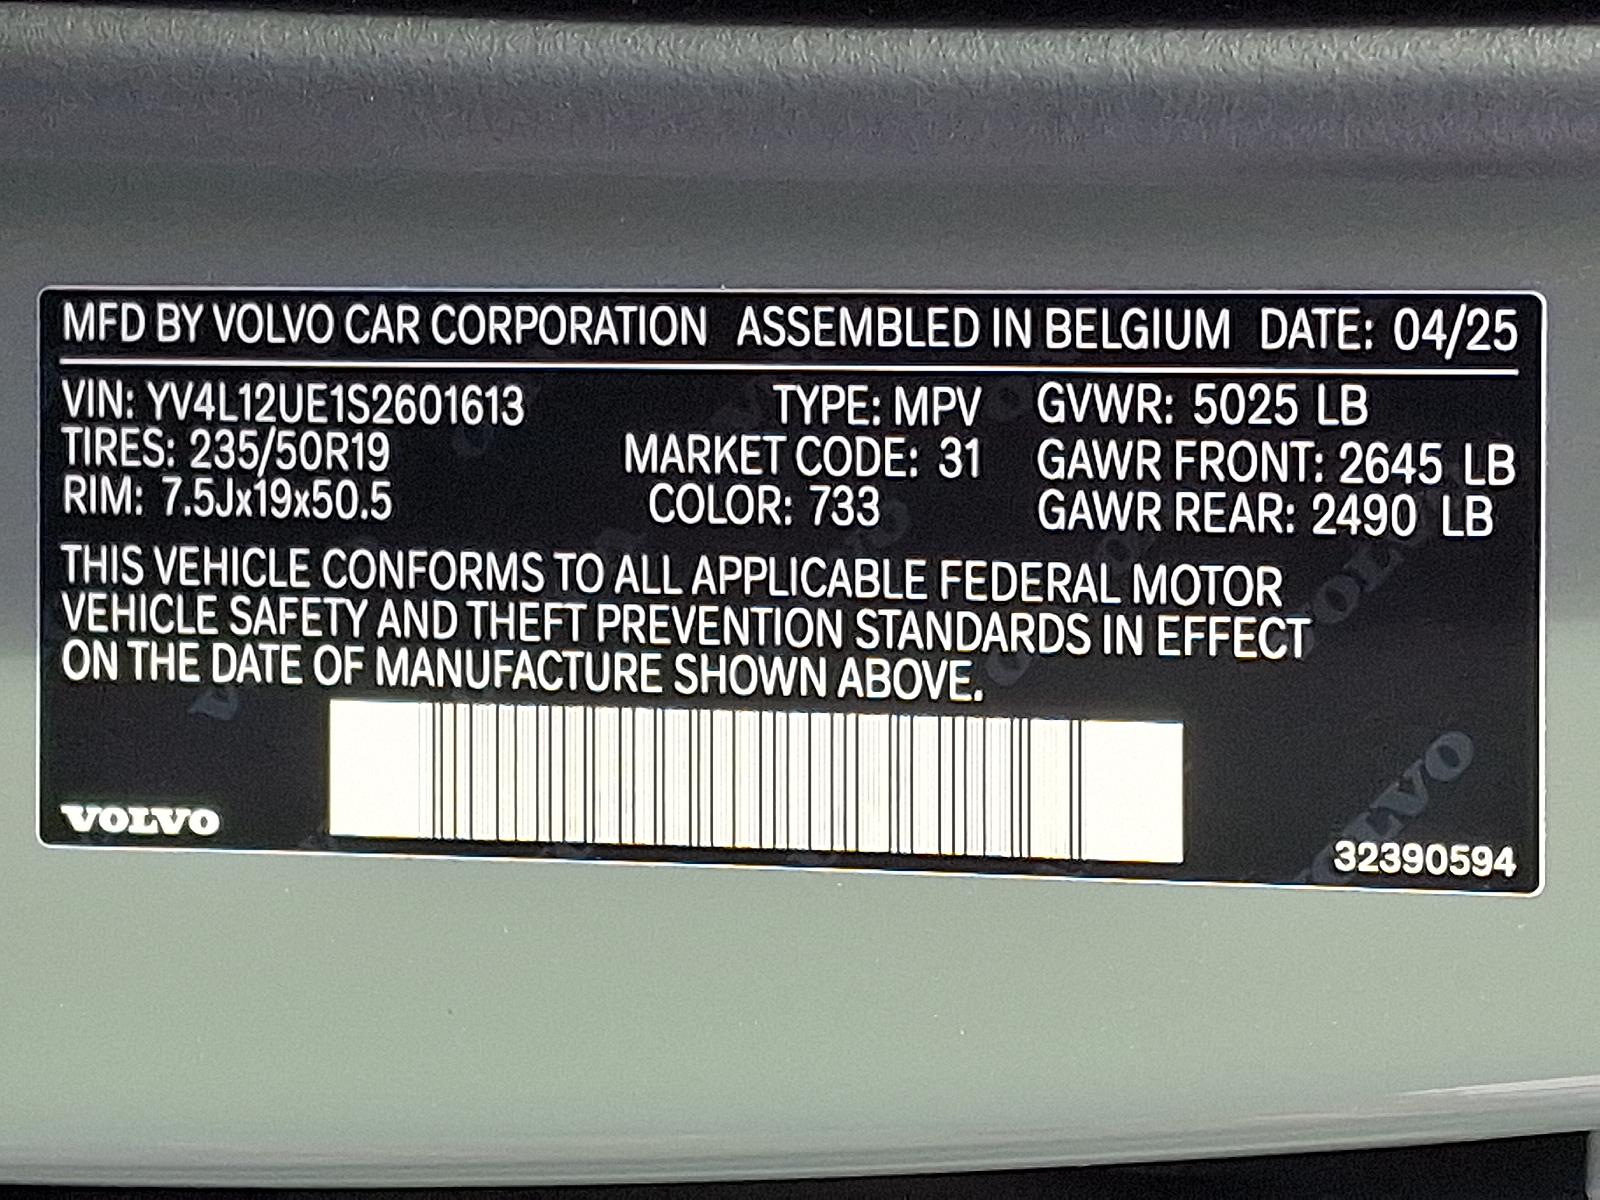 MFD BY VOLVO CAR CORPORATION ASSEMBLED IN BELGIUM DATE: 04/25
VIN: YV4L12UE1S2601613 TYPE: MPV GVWR: 5025 LB
TIRES: 235/50R19 MARKET CODE: 31 GAWR FRONT: 2645 LB
RIM: 7.5Jx19x50.5 COLOR: 733 GAWR REAR: 2490 LB
THIS VEHICLE CONFORMS TO ALL APPLICABLE FEDERAL MOTOR
VEHICLE SAFETY AND THEFT PREVENTION STANDARDS IN EFFECT
ON THE DATE OF MANUFACTURE SHOWN ABOVE.
VOLVO
VOLVO
32390594